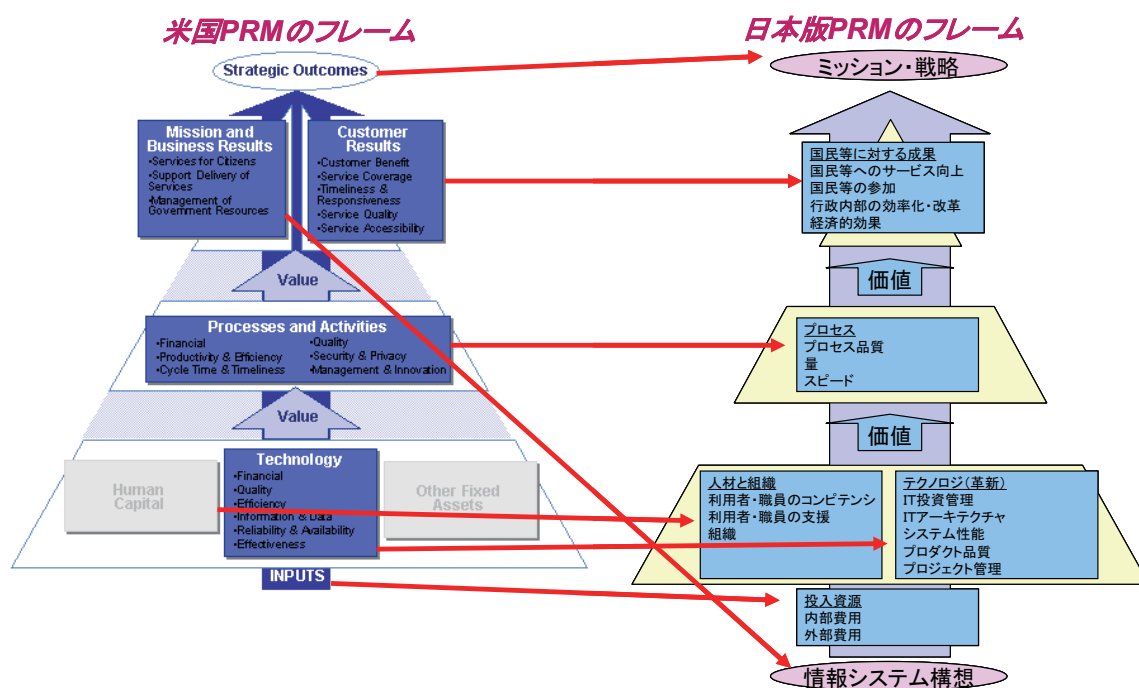 米国PRMのフレーム
Strategic Outcomes
Mission and
Business Results
•Services for Citizens
•Support Delivery of
Services
•Management of
Government Resources
Customer
Results
•Customer Benefit
•Service Coverage
•Timeliness &
Responsiveness
•Service Quality
•Service Accessibility
Value
Processes and Activities
•Financial
•Productivity & Efficiency
•Cycle Time & Timeliness
•Quality
•Security & Privacy
•Management & Innovation
Value
Human
Capital
Technology
•Financial
•Quality
•Efficiency
•Information & Data
•Reliability & Availability
•Effectiveness
Other Fixed
Assets
INPUTS
日本版PRMのフレーム
ミッション・戦略
国民等に対する成果
国民等へのサービス向上
国民等の参加
行政内部の効率化・改革
経済的効果
価値
プロセス
プロセス品質
量
スピード
価値
人材と組織
利用者・職員のコンピテンシ
利用者・職員の支援
組織
テクノロジ(革新)
IT投資管理
ITアーキテクチャ
システム性能
プロダクト品質
プロジェクト管理
投入資源
内部費用
外部費用
情報システム構想